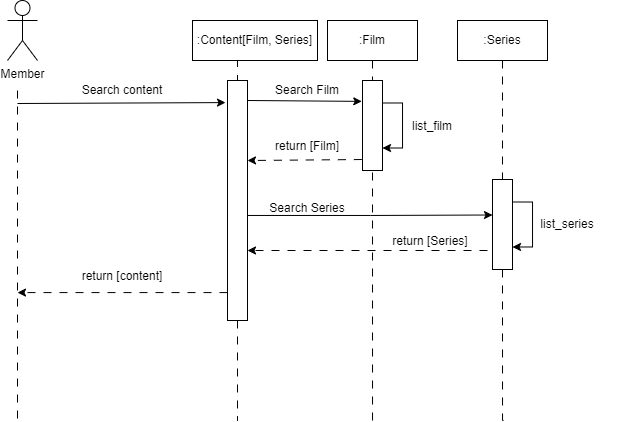 :Content[Film, Series]
:Film
:Series
Member
Search content
Search Film
list_film
return [Film]
Search Series
list_series
return [Series]
return [content]